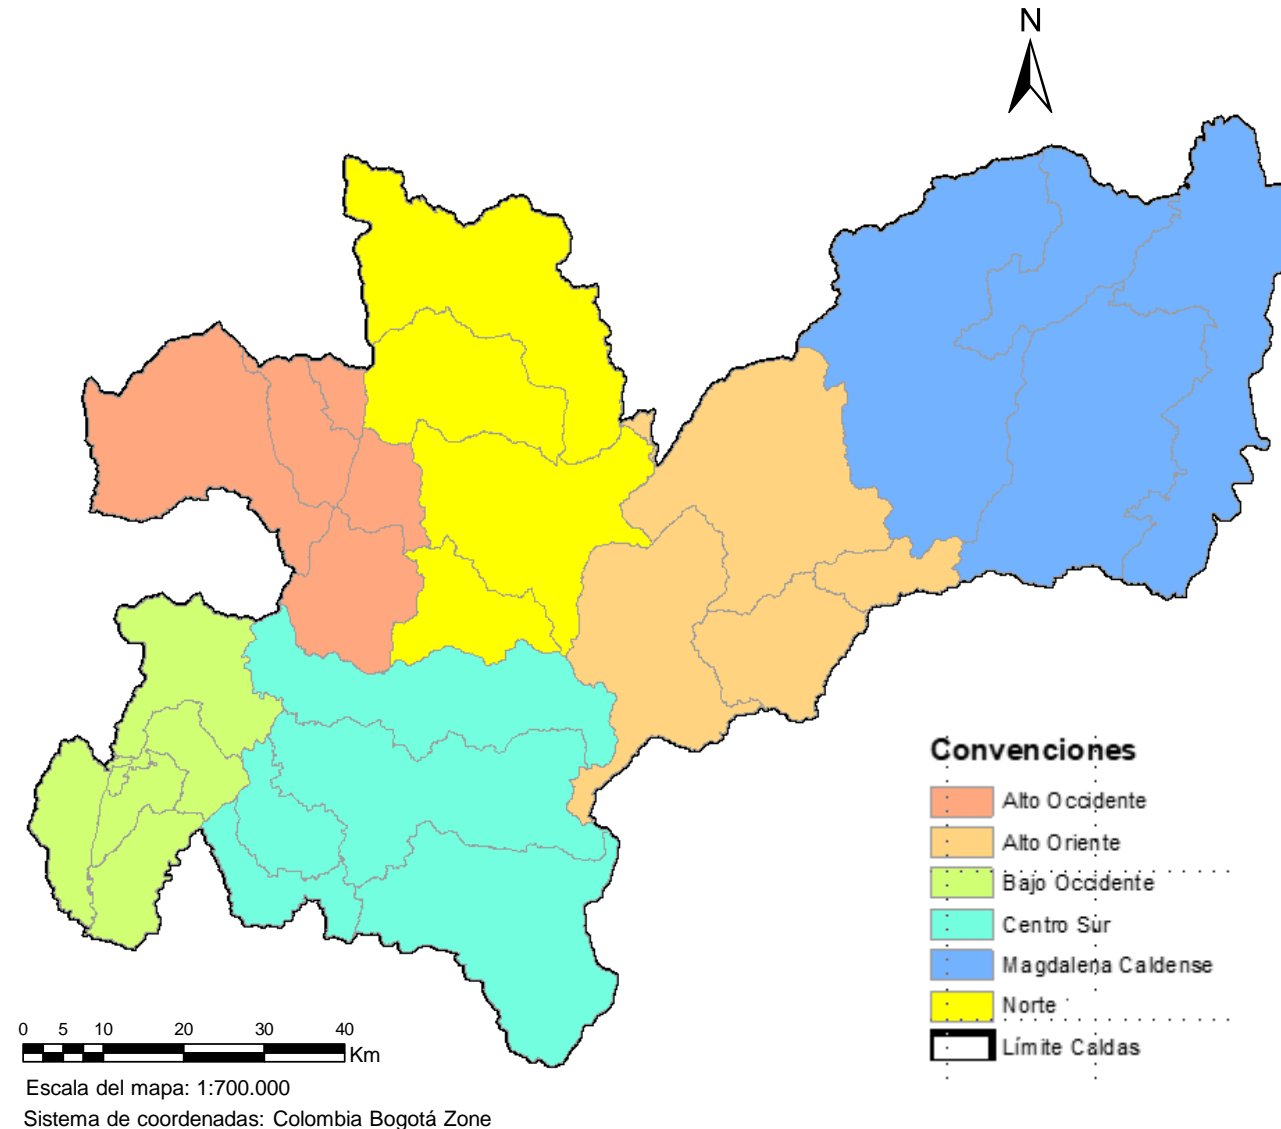 N
Convenciones
Alto Occidente
Alto Oriente
Bajo Occidente
Centro Sur
Magdalena Caldense
Norte
Límite Caldas
0 5 10 20 30 40
Km
Escala del mapa: 1:700.000
Sistema de coordenadas: Colombia Bogotá Zone